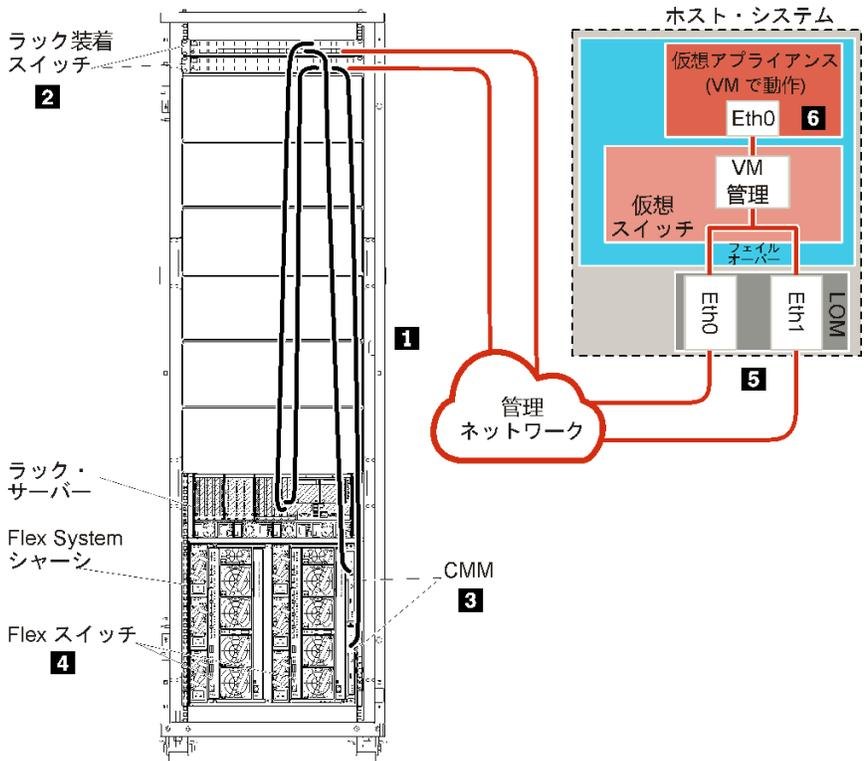 ラック装着
スイッチ
2
ラック・
サーバー
Flex System
シャーシ
Flex スイッチ
4
1
CMM
3
管理
ネットワーク
ホスト・システム
仮想アプライアンス
(VM で動作)
Eth0
6
VM
管理
仮想
スイッチ
フェイル
オーバー
Eth0
Eth1
LOM
5